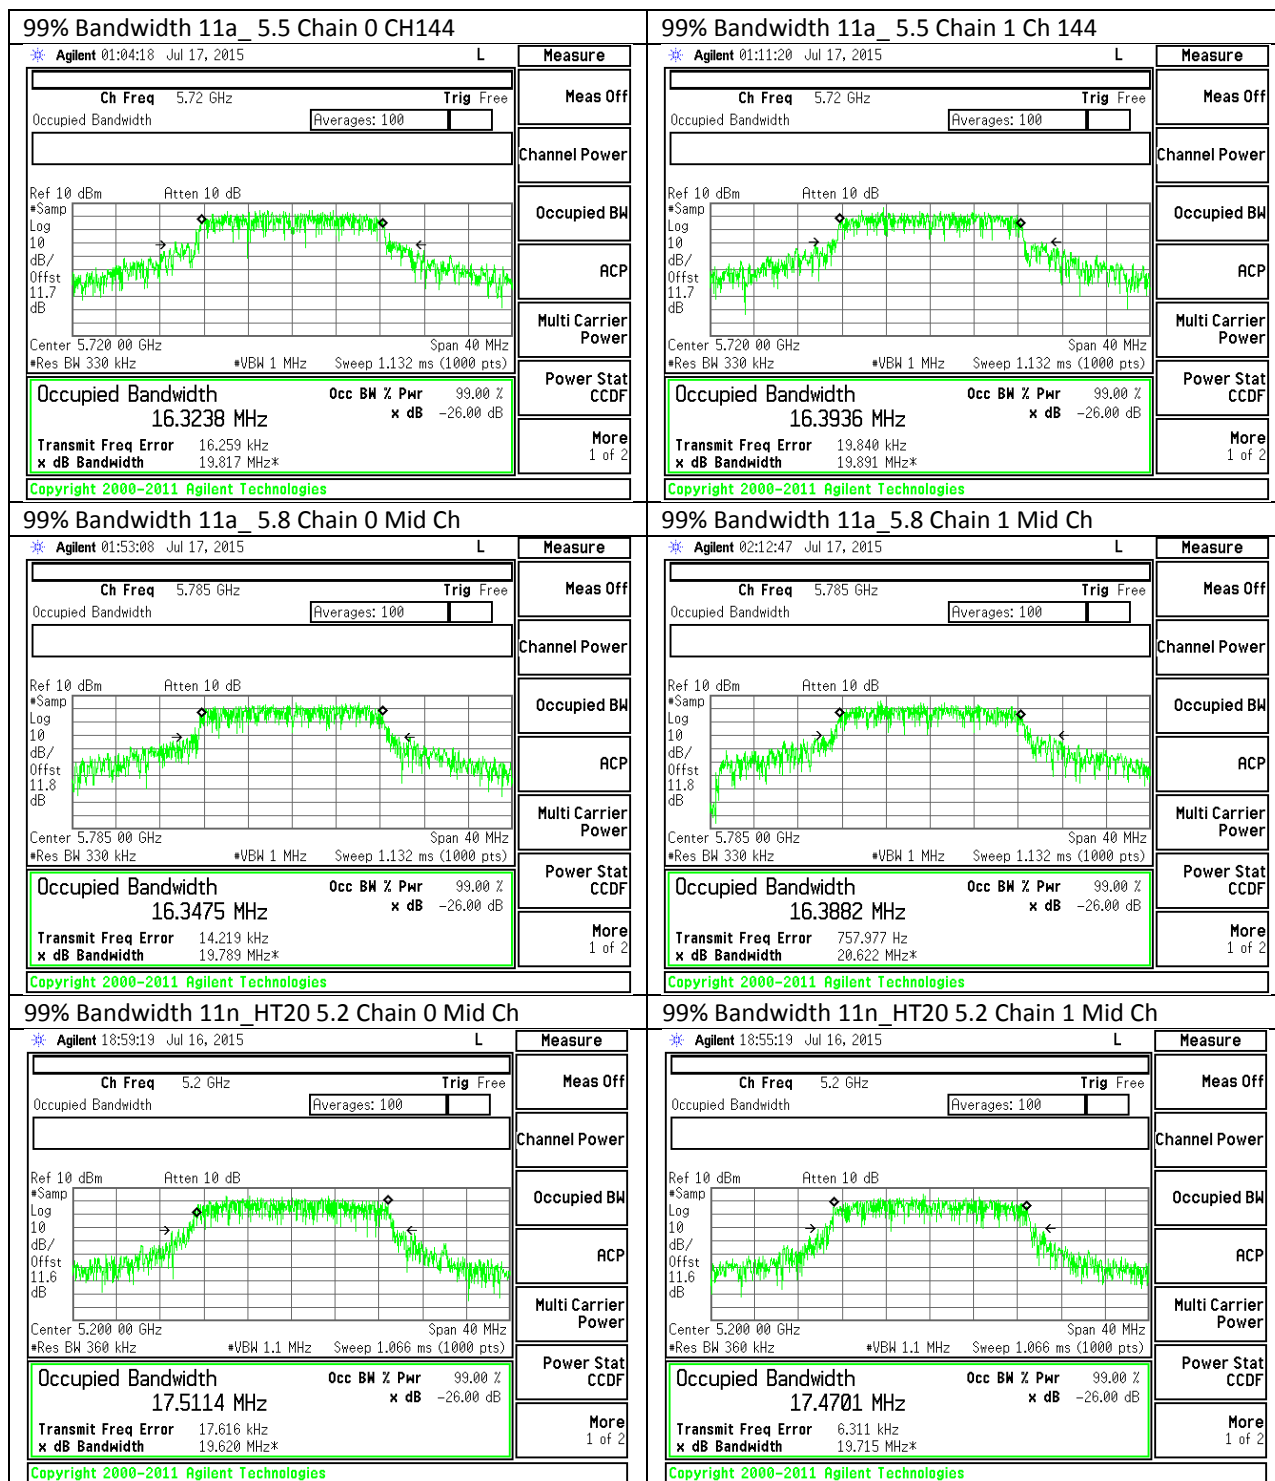 99% Bandwidth 11a_ 5.5 Chain 0 CH144
Agilent 01:04:18 Jul 17, 2015 L Measure
Ch Freq 5.72 GHz Trig Free
Occupied Bandwidth Averages: 100
Ref 10 dBm Atten 10 dB
#Samp
Log
10
dB/
Offst
11.7
dB
Center 5.720 00 GHz Span 40 MHz
#Res BW 330 kHz #VBW 1 MHz Sweep 1.132 ms (1000 pts)
Occupied Bandwidth Occ BW % Pwr 99.00 %
16.3238 MHz x dB -26.00 dB
Transmit Freq Error 16.259 kHz
x dB Bandwidth 19.817 MHz*
Copyright 2000-2011 Agilent Technologies
Meas Off
Channel Power
Occupied BW
ACP
Multi Carrier
Power
Power Stat
CCDF
More
1 of 2
99% Bandwidth 11a_ 5.5 Chain 1 Ch 144
Agilent 01:11:20 Jul 17, 2015 L Measure
Ch Freq 5.72 GHz Trig Free
Occupied Bandwidth Averages: 100
Ref 10 dBm Atten 10 dB
#Samp
Log
10
dB/
Offst
11.7
dB
Center 5.720 00 GHz Span 40 MHz
#Res BW 330 kHz #VBW 1 MHz Sweep 1.132 ms (1000 pts)
Occupied Bandwidth Occ BW % Pwr 99.00 %
16.3936 MHz x dB -26.00 dB
Transmit Freq Error 19.840 kHz
x dB Bandwidth 19.891 MHz*
Copyright 2000-2011 Agilent Technologies
Meas Off
Channel Power
Occupied BW
ACP
Multi Carrier
Power
Power Stat
CCDF
More
1 of 2
99% Bandwidth 11a_ 5.8 Chain 0 Mid Ch
Agilent 01:53:08 Jul 17, 2015 L Measure
Ch Freq 5.785 GHz Trig Free
Occupied Bandwidth Averages: 100
Ref 10 dBm Atten 10 dB
#Samp
Log
10
dB/
Offst
11.8
dB
Center 5.785 00 GHz Span 40 MHz
#Res BW 330 kHz #VBW 1 MHz Sweep 1.132 ms (1000 pts)
Occupied Bandwidth Occ BW % Pwr 99.00 %
16.3475 MHz x dB -26.00 dB
Transmit Freq Error 14.219 kHz
x dB Bandwidth 19.789 MHz*
Copyright 2000-2011 Agilent Technologies
Meas Off
Channel Power
Occupied BW
ACP
Multi Carrier
Power
Power Stat
CCDF
More
1 of 2
99% Bandwidth 11a_5.8 Chain 1 Mid Ch
Agilent 02:12:47 Jul 17, 2015 L Measure
Ch Freq 5.785 GHz Trig Free
Occupied Bandwidth Averages: 100
Ref 10 dBm Atten 10 dB
#Samp
Log
10
dB/
Offst
11.8
dB
Center 5.785 00 GHz Span 40 MHz
#Res BW 330 kHz #VBW 1 MHz Sweep 1.132 ms (1000 pts)
Occupied Bandwidth Occ BW % Pwr 99.00 %
16.3882 MHz x dB -26.00 dB
Transmit Freq Error 757.977 Hz
x dB Bandwidth 20.622 MHz*
Copyright 2000-2011 Agilent Technologies
Meas Off
Channel Power
Occupied BW
ACP
Multi Carrier
Power
Power Stat
CCDF
More
1 of 2
99% Bandwidth 11n_HT20 5.2 Chain 0 Mid Ch
Agilent 18:59:19 Jul 16, 2015 L Measure
Ch Freq 5.2 GHz Trig Free
Occupied Bandwidth Averages: 100
Ref 10 dBm Atten 10 dB
#Samp
Log
10
dB/
Offst
11.6
dB
Center 5.200 00 GHz Span 40 MHz
#Res BW 360 kHz #VBW 1.1 MHz Sweep 1.066 ms (1000 pts)
Occupied Bandwidth Occ BW % Pwr 99.00 %
17.5114 MHz x dB -26.00 dB
Transmit Freq Error 17.616 kHz
x dB Bandwidth 19.620 MHz*
Copyright 2000-2011 Agilent Technologies
Meas Off
Channel Power
Occupied BW
ACP
Multi Carrier
Power
Power Stat
CCDF
More
1 of 2
99% Bandwidth 11n_HT20 5.2 Chain 1 Mid Ch
Agilent 18:55:19 Jul 16, 2015 L Measure
Ch Freq 5.2 GHz Trig Free
Occupied Bandwidth Averages: 100
Ref 10 dBm Atten 10 dB
#Samp
Log
10
dB/
Offst
11.6
dB
Center 5.200 00 GHz Span 40 MHz
#Res BW 360 kHz #VBW 1.1 MHz Sweep 1.066 ms (1000 pts)
Occupied Bandwidth Occ BW % Pwr 99.00 %
17.4701 MHz x dB -26.00 dB
Transmit Freq Error 6.311 kHz
x dB Bandwidth 19.715 MHz*
Copyright 2000-2011 Agilent Technologies
Meas Off
Channel Power
Occupied BW
ACP
Multi Carrier
Power
Power Stat
CCDF
More
1 of 2